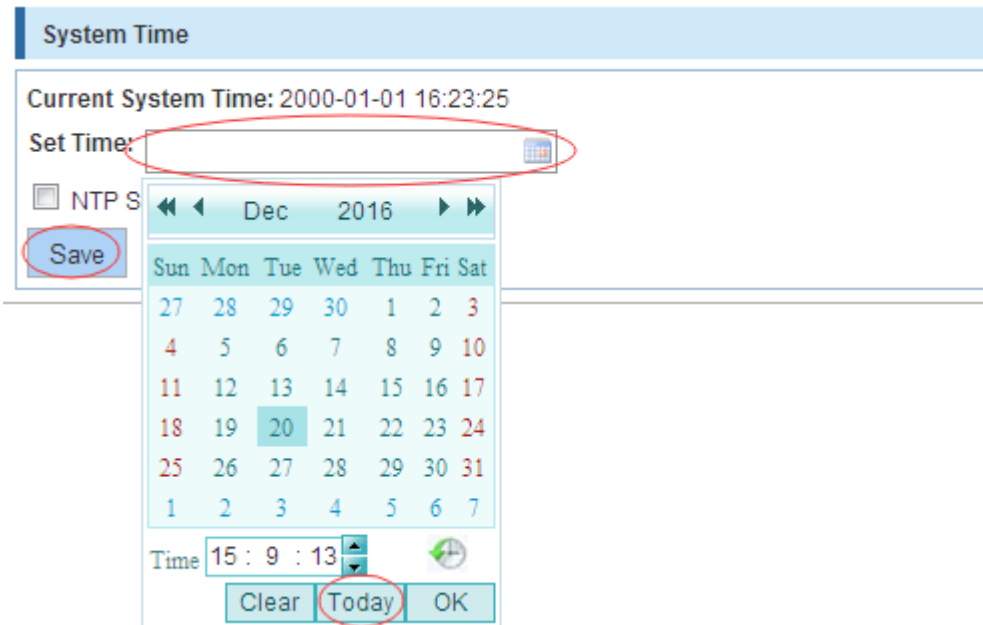 System Time
Current System Time: 2000-01-01 16:23:25
Set Time:
NTP S
Dec 2016
Save
Sun Mon Tue Wed Thu Fri Sat
27 28 29 30 1 2 3
4 5 6 7 8 9 10
11 12 13 14 15 16 17
18 19 20 21 22 23 24
25 26 27 28 29 30 31
1 2 3 4 5 6 7
Time 15 : 9 : 13
Clear Today OK